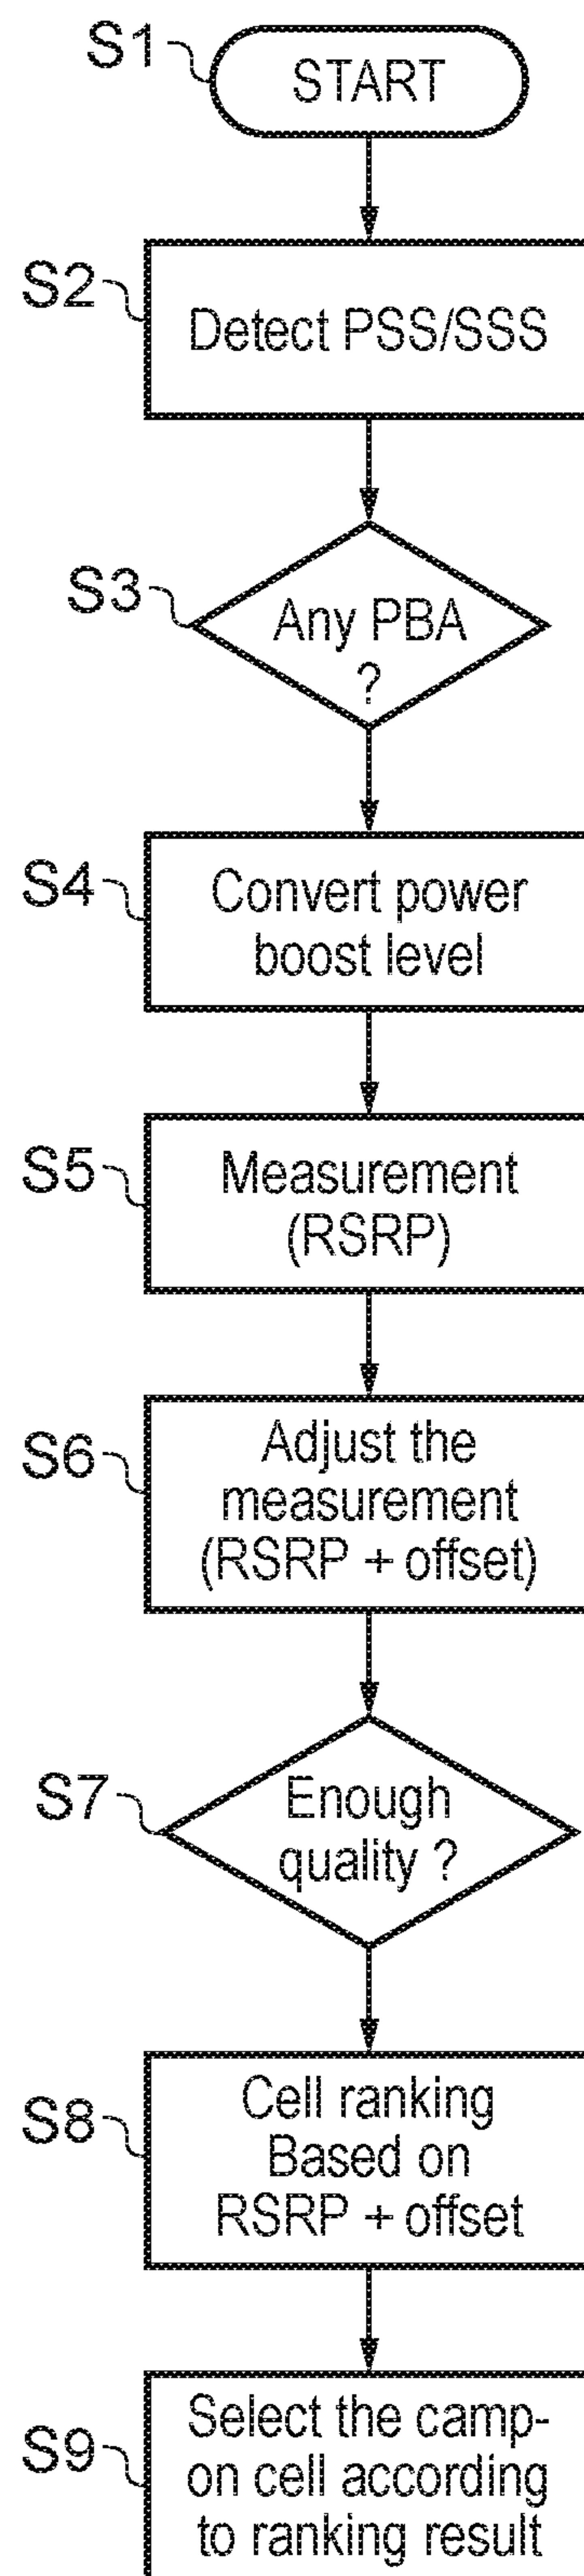 S1
START
S2
Detect PSS/SSS
S3
Any PBA
?
S4
Convert power
boost level
S5
Measurement
(RSRP)
S6
Adjust the
measurement
(RSRP + offset)
S7
Enough
quality ?
S8
Cell ranking
Based on
RSRP + offset
S9
Select the camp-
on cell according
to ranking result